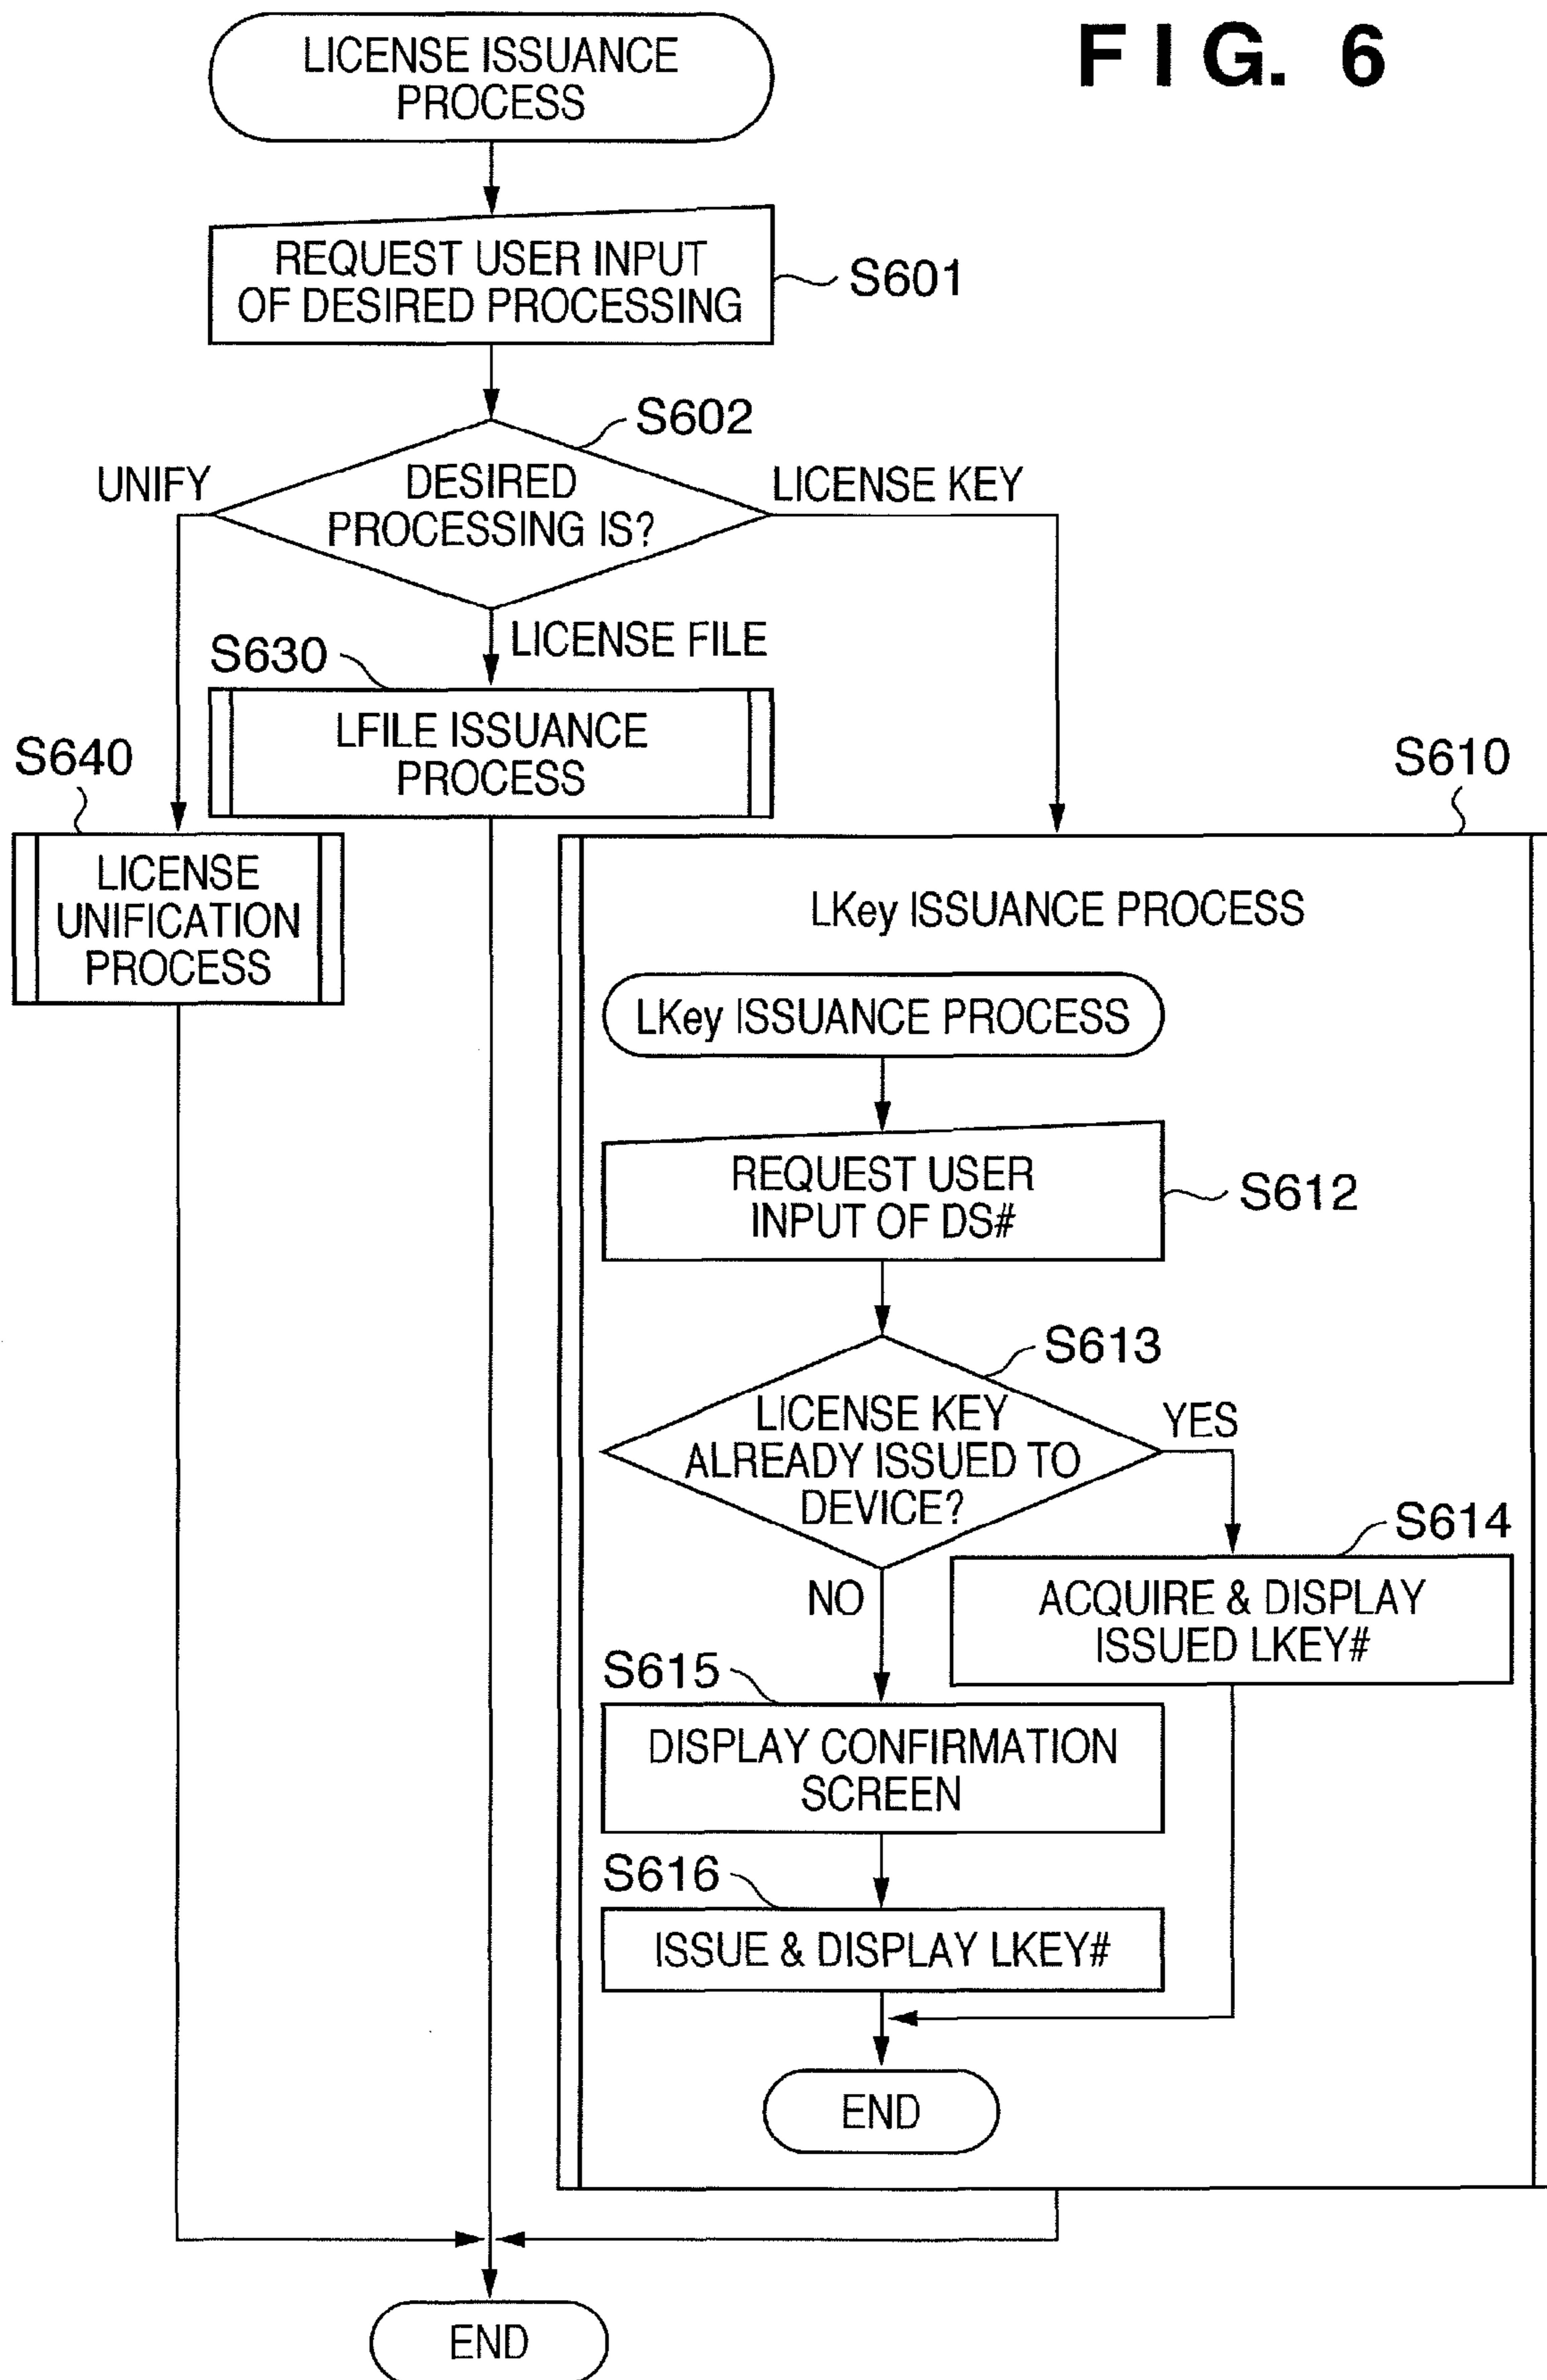 FIG. 6
LICENSE ISSUANCE
PROCESS
REQUEST USER INPUT
OF DESIRED PROCESSING
S601
S602
UNIFY
DESIRED
PROCESSING IS?
LICENSE KEY
LICENSE FILE
S630
LFILE ISSUANCE
PROCESS
S640
LICENSE
UNIFICATION
PROCESS
S610
LKey ISSUANCE PROCESS
LKey ISSUANCE PROCESS
REQUEST USER
INPUT OF DS#
S612
S613
LICENSE KEY
ALREADY ISSUED TO
DEVICE?
YES
NO
S614
ACQUIRE & DISPLAY
ISSUED LKEY#
S615
DISPLAY CONFIRMATION
SCREEN
S616
ISSUE & DISPLAY LKEY#
END
END